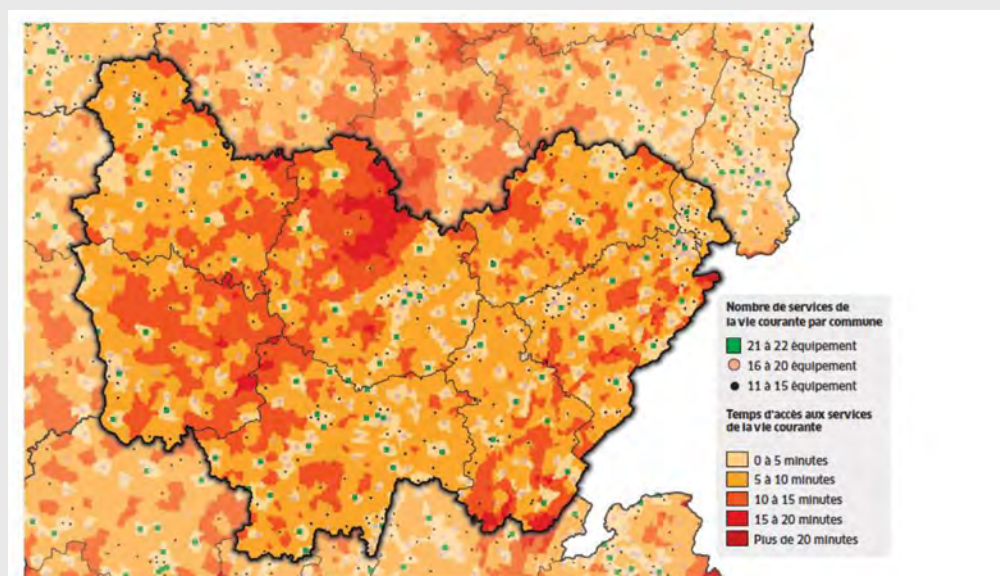 Nombre de services de
la vie courante par commune
21 à 22 équipement
16 à 20 équipement
11 à 15 équipement
Temps d'accès aux services
de la vie courante
0 à 5 minutes
5 à 10 minutes
10 à 15 minutes
15 à 20 minutes
Plus de 20 minutes